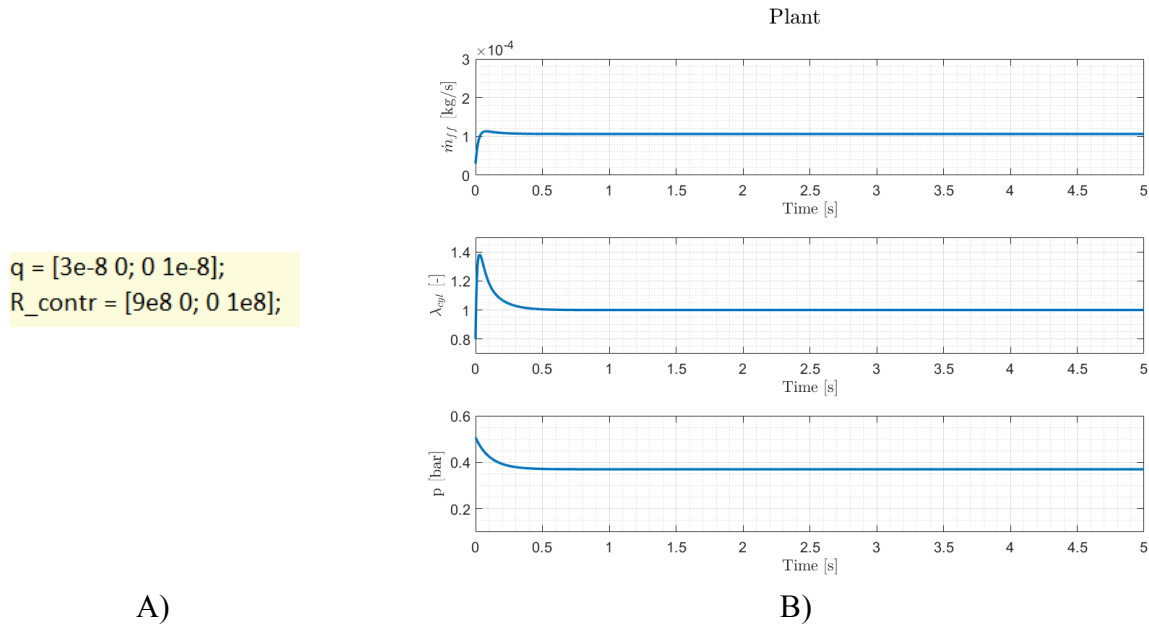 Plant
×10⁻⁴
3
2
1
0
ṁ_ff [kg/s]
0 0.5 1 1.5 2 2.5 3 3.5 4 4.5 5
Time [s]
q = [3e-8 0; 0 1e-8];
R_contr = [9e8 0; 0 1e8];
1.4
1.2
1
0.8
λ_cyl [-]
0 0.5 1 1.5 2 2.5 3 3.5 4 4.5 5
Time [s]
0.6
0.4
0.2
p [bar]
0 0.5 1 1.5 2 2.5 3 3.5 4 4.5 5
Time [s]
A)
B)